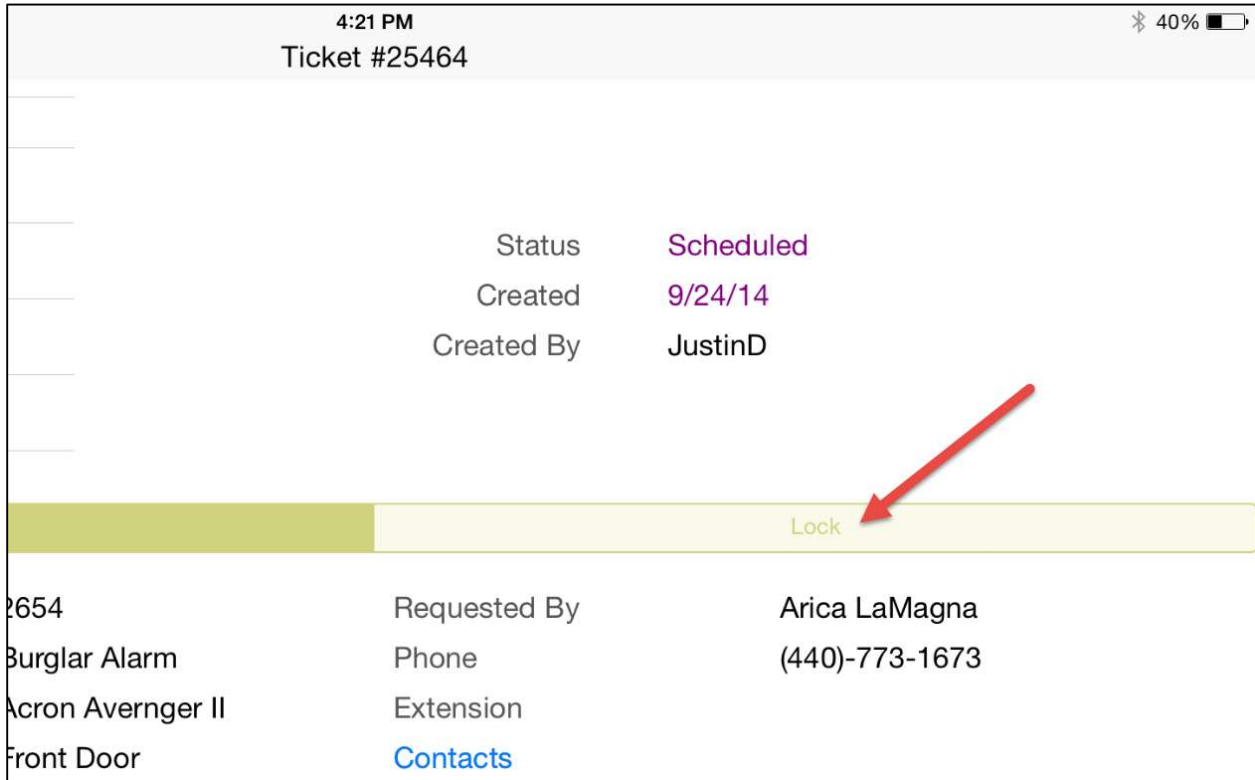 4:21 PM 40%
Ticket #25464
Status Scheduled
Created 9/24/14
Created By JustinD
Lock
2654 Requested By Arica LaMagna
Burglar Alarm Phone (440)-773-1673
Acron Avernger II Extension
Front Door Contacts